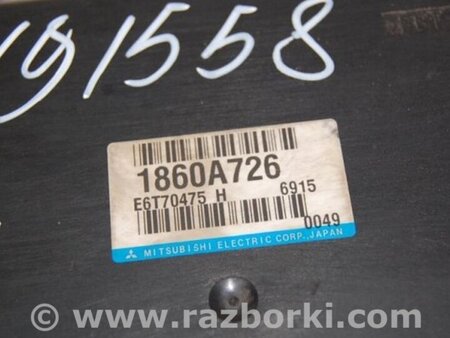 191558
1860A726
E6T70475 H 6915
0049
MITSUBISHI ELECTRIC CORP., JAPAN
© www.razborki.com